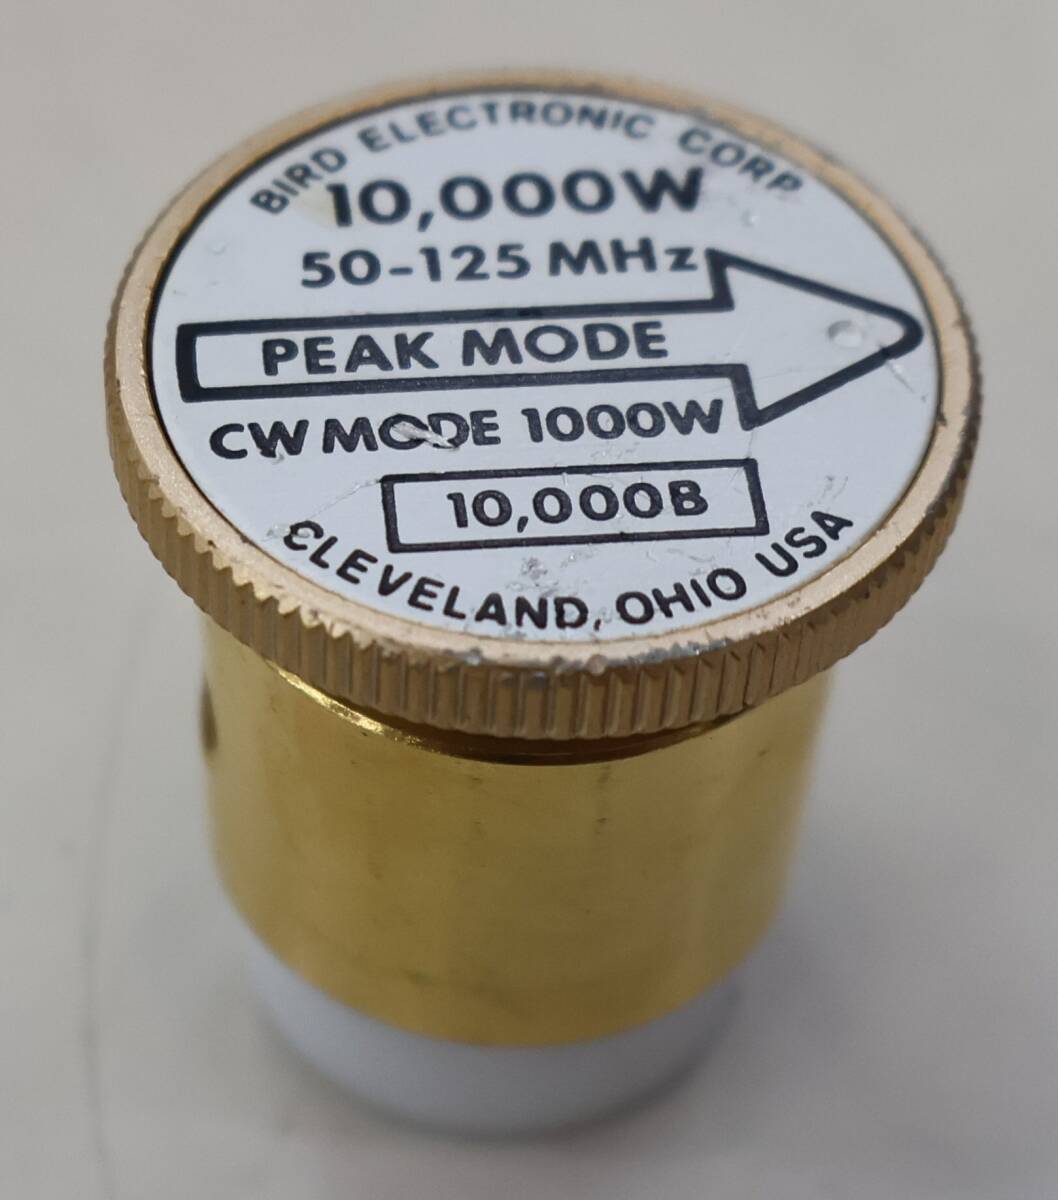 BIRD ELECTRONIC CORP.
10,000W
50-125 MHz
PEAK MODE
CW MODE 1000W
10,000B
CLEVELAND, OHIO USA